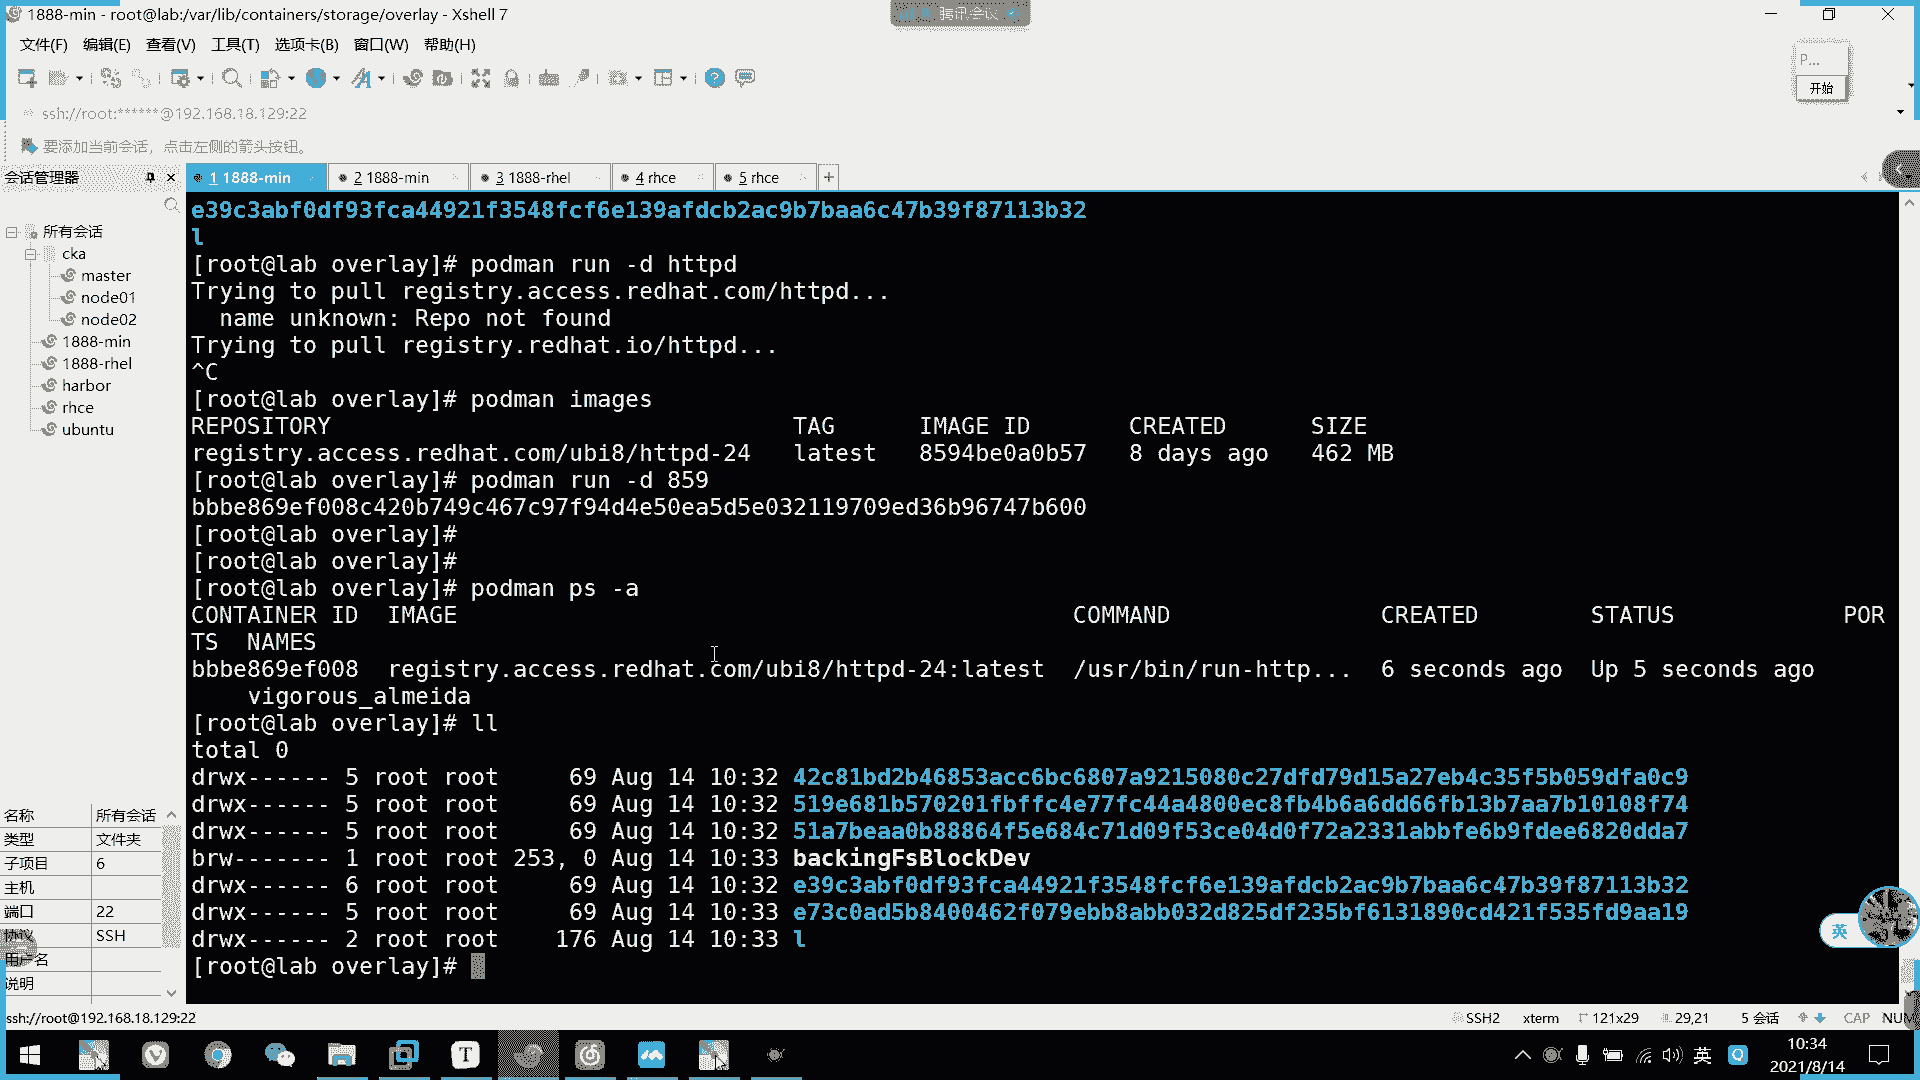 1888-min - root@lab:/var/lib/containers/storage/overlay - Xshell 7
腾讯会议
文件(F) 编辑(E) 查看(V) 工具(T) 选项卡(B) 窗口(W) 帮助(H)
P...
开始
ssh://root:******@192.168.18.129:22
要添加当前会话，点击左侧的箭头按钮。
会话管理器
1 1888-min
2 1888-min
3 1888-rhel
4 rhce
5 rhce
所有会话
cka
master
node01
node02
1888-min
1888-rhel
harbor
rhce
ubuntu
名称 所有会话
类型 文件夹
子项目 6
主机
端口 22
协议 SSH
用户名
说明
e39c3abf0df93fca44921f3548fcf6e139afdcb2ac9b7baa6c47b39f87113b32
l
[root@lab overlay]# podman run -d httpd
Trying to pull registry.access.redhat.com/httpd...
name unknown: Repo not found
Trying to pull registry.redhat.io/httpd...
^C
[root@lab overlay]# podman images
REPOSITORY TAG IMAGE ID CREATED SIZE
registry.access.redhat.com/ubi8/httpd-24 latest 8594be0a0b57 8 days ago 462 MB
[root@lab overlay]# podman run -d 859
bbbe869ef008c420b749c467c97f94d4e50ea5d5e032119709ed36b96747b600
[root@lab overlay]#
[root@lab overlay]#
[root@lab overlay]# podman ps -a
CONTAINER ID IMAGE COMMAND CREATED STATUS POR
TS NAMES
bbbe869ef008 registry.access.redhat.com/ubi8/httpd-24:latest /usr/bin/run-http... 6 seconds ago Up 5 seconds ago
vigorous_almeida
[root@lab overlay]# ll
total 0
drwx------ 5 root root 69 Aug 14 10:32 42c81bd2b46853acc6bc6807a9215080c27dfd79d15a27eb4c35f5b059dfa0c9
drwx------ 5 root root 69 Aug 14 10:32 519e681b570201fbffc4e77fc44a4800ec8fb4b6a6dd66fb13b7aa7b10108f74
drwx------ 5 root root 69 Aug 14 10:32 51a7beaa0b88864f5e684c71d09f53ce04d0f72a2331abbfe6b9fdee6820dda7
brw------- 1 root root 253, 0 Aug 14 10:33 backingFsBlockDev
drwx------ 6 root root 69 Aug 14 10:32 e39c3abf0df93fca44921f3548fcf6e139afdcb2ac9b7baa6c47b39f87113b32
drwx------ 5 root root 69 Aug 14 10:33 e73c0ad5b8400462f079ebb8abb032d825df235bf6131890cd421f535fd9aa19
drwx------ 2 root root 176 Aug 14 10:33 l
[root@lab overlay]#
英
ssh://root@192.168.18.129:22
SSH2 xterm 121x29 29,21 5 会话 CAP NUM
英
10:34
2021/8/14